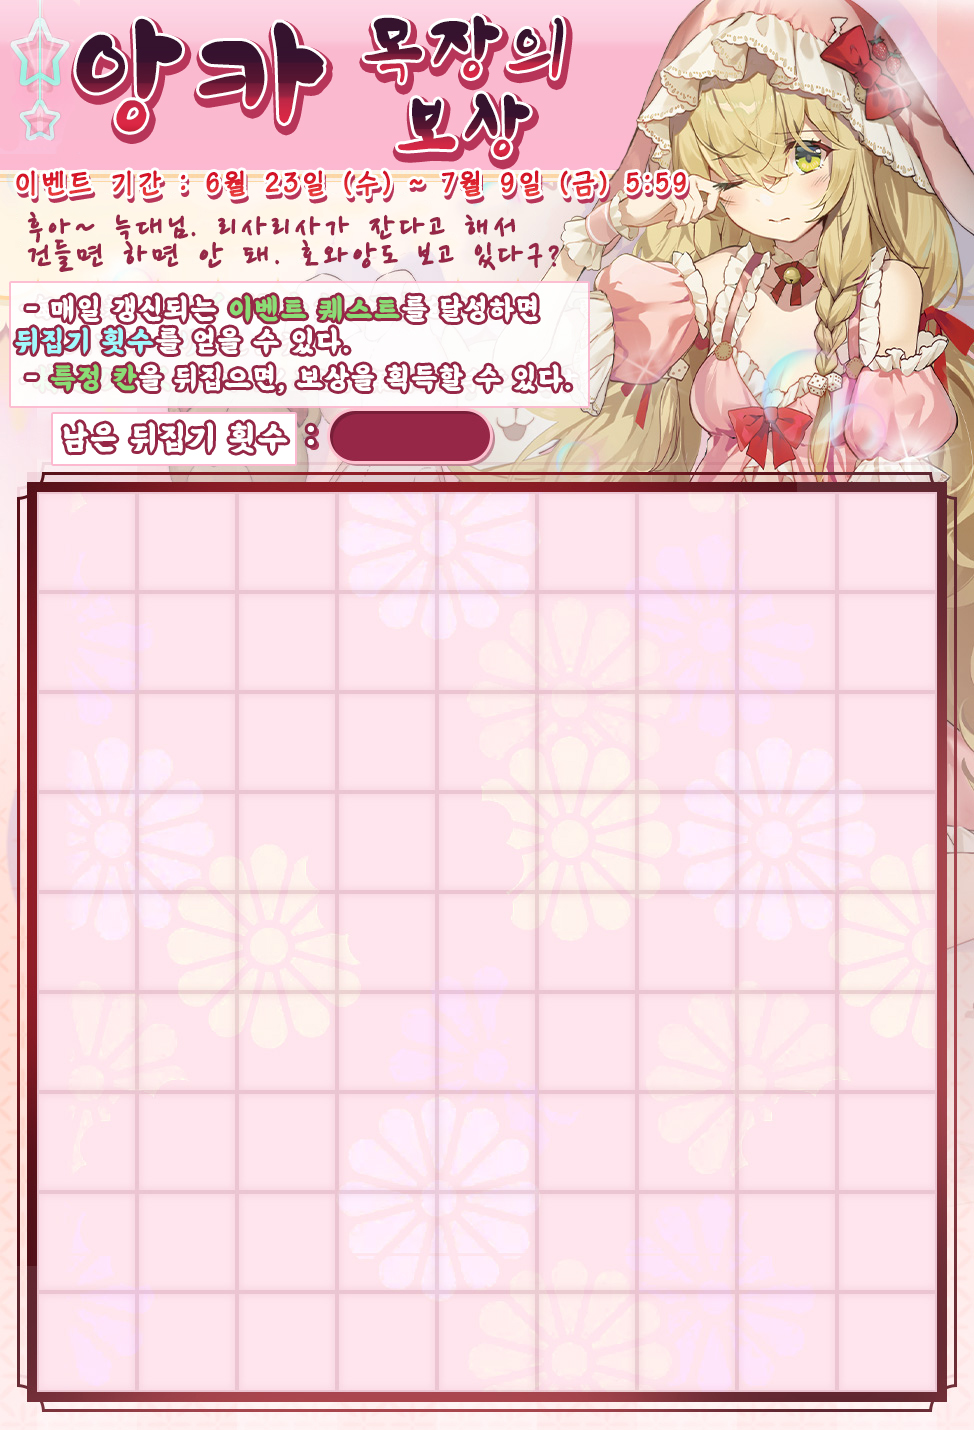 앙카 목장의
보상
이벤트 기간 : 6월 23일 (수) ~ 7월 9일 (금) 5:59
후아~ 늑대님. 리사리사가 잔다고 해서
건들면 하면 안 돼. 호와앙도 보고 있다구?
- 매일 갱신되는 이벤트 퀘스트를 달성하면
뒤집기 횟수를 얻을 수 있다.
- 특정 칸을 뒤집으면, 보상을 획득할 수 있다.
남은 뒤집기 횟수 :